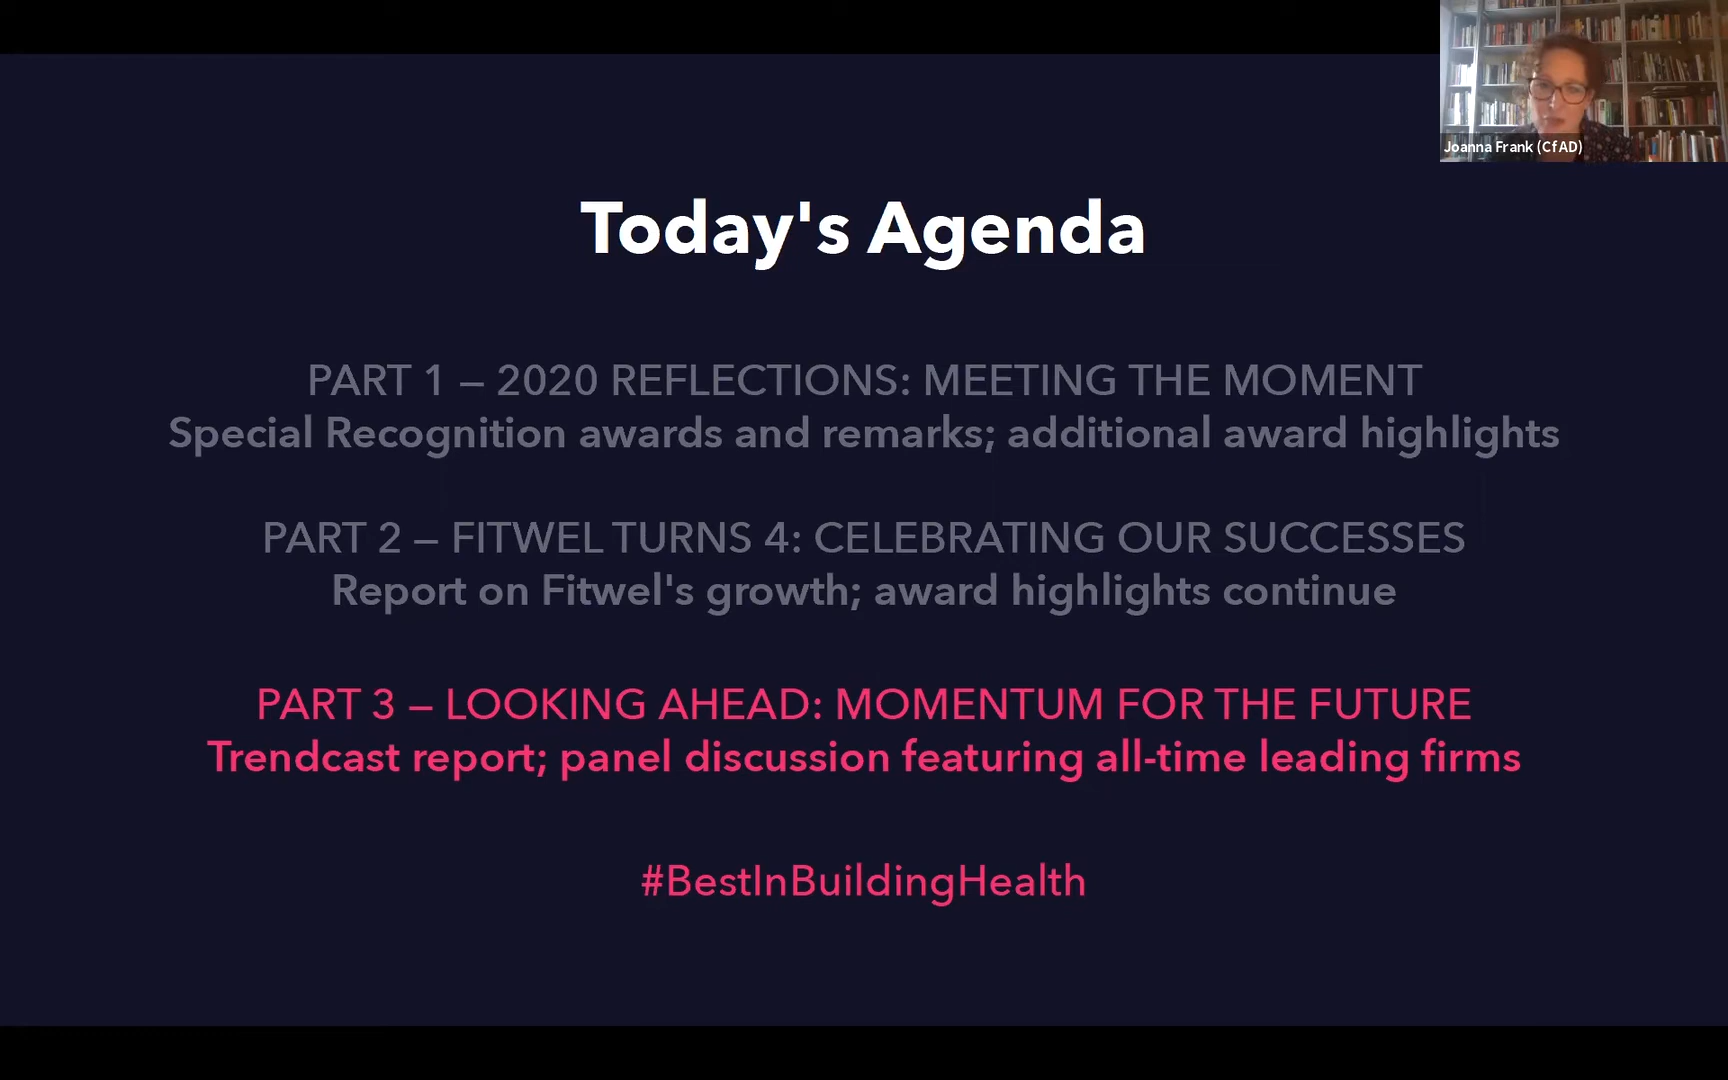 Joanna Frank (CfAD)
Today's Agenda
PART 1 – 2020 REFLECTIONS: MEETING THE MOMENT
Special Recognition awards and remarks; additional award highlights
PART 2 – FITWEL TURNS 4: CELEBRATING OUR SUCCESSES
Report on Fitwel's growth; award highlights continue
PART 3 – LOOKING AHEAD: MOMENTUM FOR THE FUTURE
Trendcast report; panel discussion featuring all-time leading firms
#BestInBuildingHealth